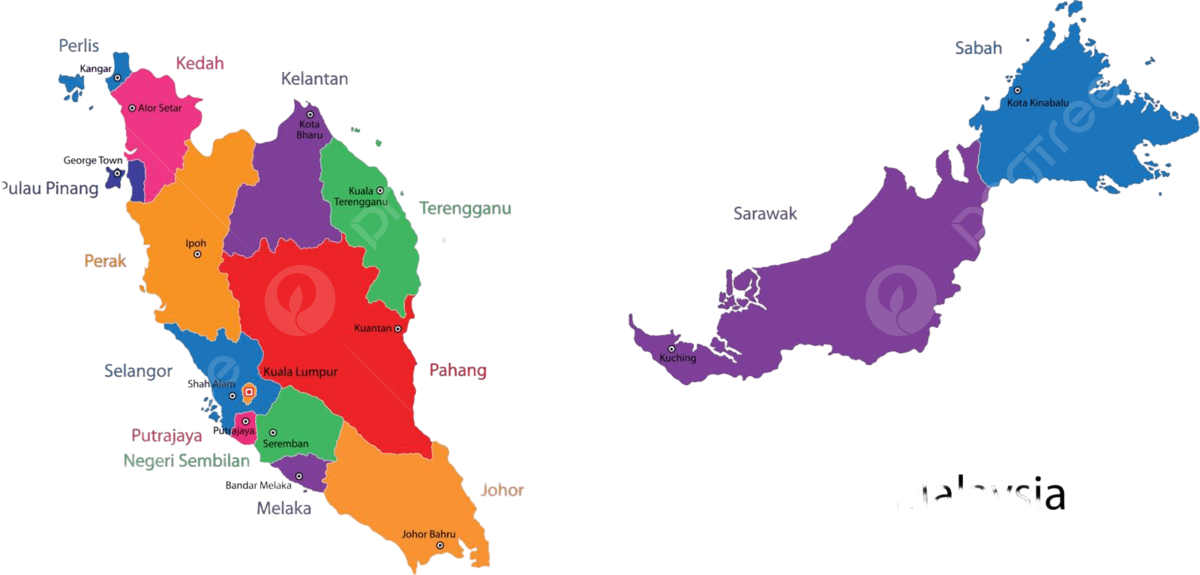 Perlis
Kangar
Kedah
Alor Setar
Kelantan
Kota
Bharu
George Town
Pulau Pinang
Kuala
Terengganu
Terengganu
Ipoh
Perak
Kuantan
Selangor
Kuala Lumpur
Pahang
Shah Alam
Putrajaya
Putrajaya
Seremban
Negeri Sembilan
Bandar Melaka
Melaka
Johor
Johor Bahru
Sabah
Kota Kinabalu
Sarawak
Kuching
Malaysia